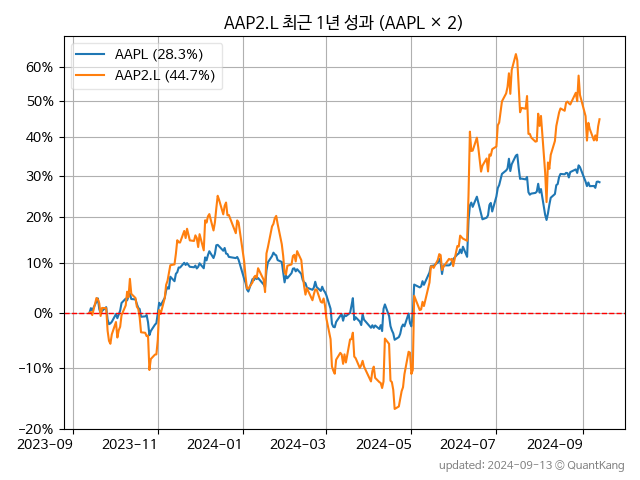 AAP2.L 최근 1년 성과 (AAPL × 2)
AAPL (28.3%)
AAP2.L (44.7%)
60%
50%
40%
30%
20%
10%
0%
−10%
−20%
2023-09 2023-11 2024-01 2024-03 2024-05 2024-07 2024-09
updated: 2024-09-13 © QuantKang